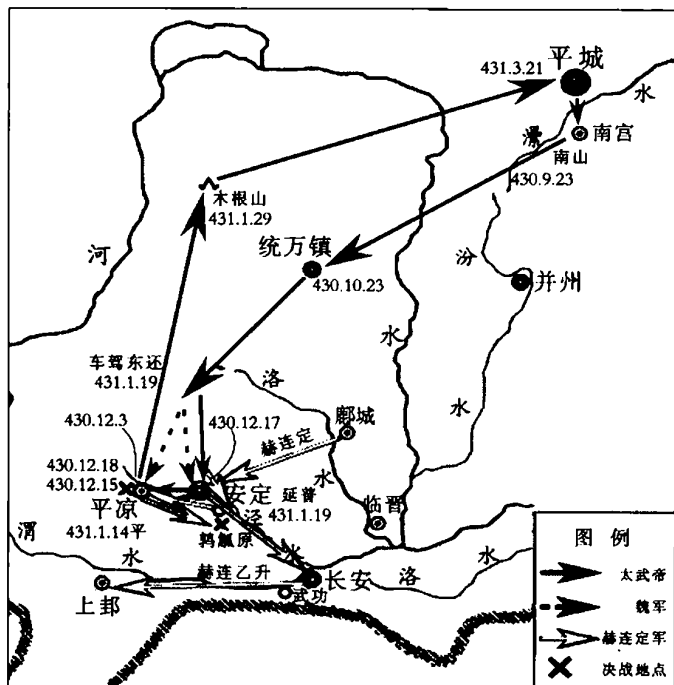 平城
431.3.21
水
㶟
南宫
南山
430.9.23
木根山
431.1.29
统万镇
430.10.23
河
汾
并州
水
水
车驾东还
431.1.19
洛
430.12.3
430.12.17
鄜城
赫连定
430.12.18
430.12.15
水
平凉
安定
延普
431.1.19
临晋
431.1.14平
泾
鹑觚原
渭
水
水
赫连乙升
长安
洛
水
上邽
武功
图例
太武帝
魏军
赫连定军
决战地点